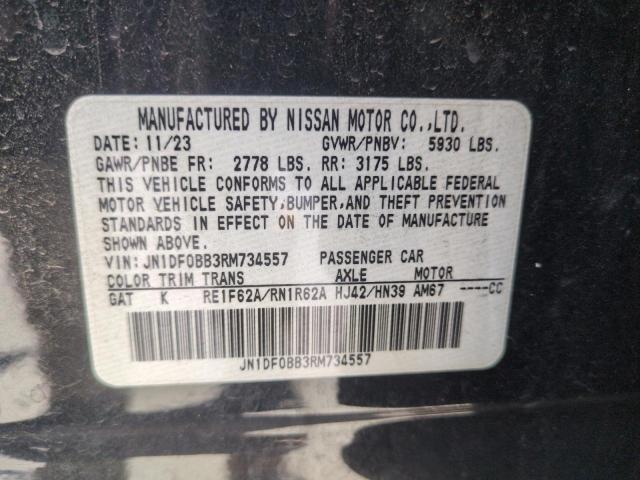 MANUFACTURED BY NISSAN MOTOR CO.,LTD.
DATE: 11/23 GVWR/PNBV: 5930 LBS.
GAWR/PNBE FR: 2778 LBS. RR: 3175 LBS.
THIS VEHICLE CONFORMS TO ALL APPLICABLE FEDERAL
MOTOR VEHICLE SAFETY,BUMPER,AND THEFT PREVENTION
STANDARDS IN EFFECT ON THE DATE OF MANUFACTURE
SHOWN ABOVE.
VIN: JN1DF0BB3RM734557 PASSENGER CAR
COLOR TRIM TRANS AXLE MOTOR
GAT K RE1F62A/RN1R62A HJ42/HN39 AM67 ----CC
JN1DF0BB3RM734557